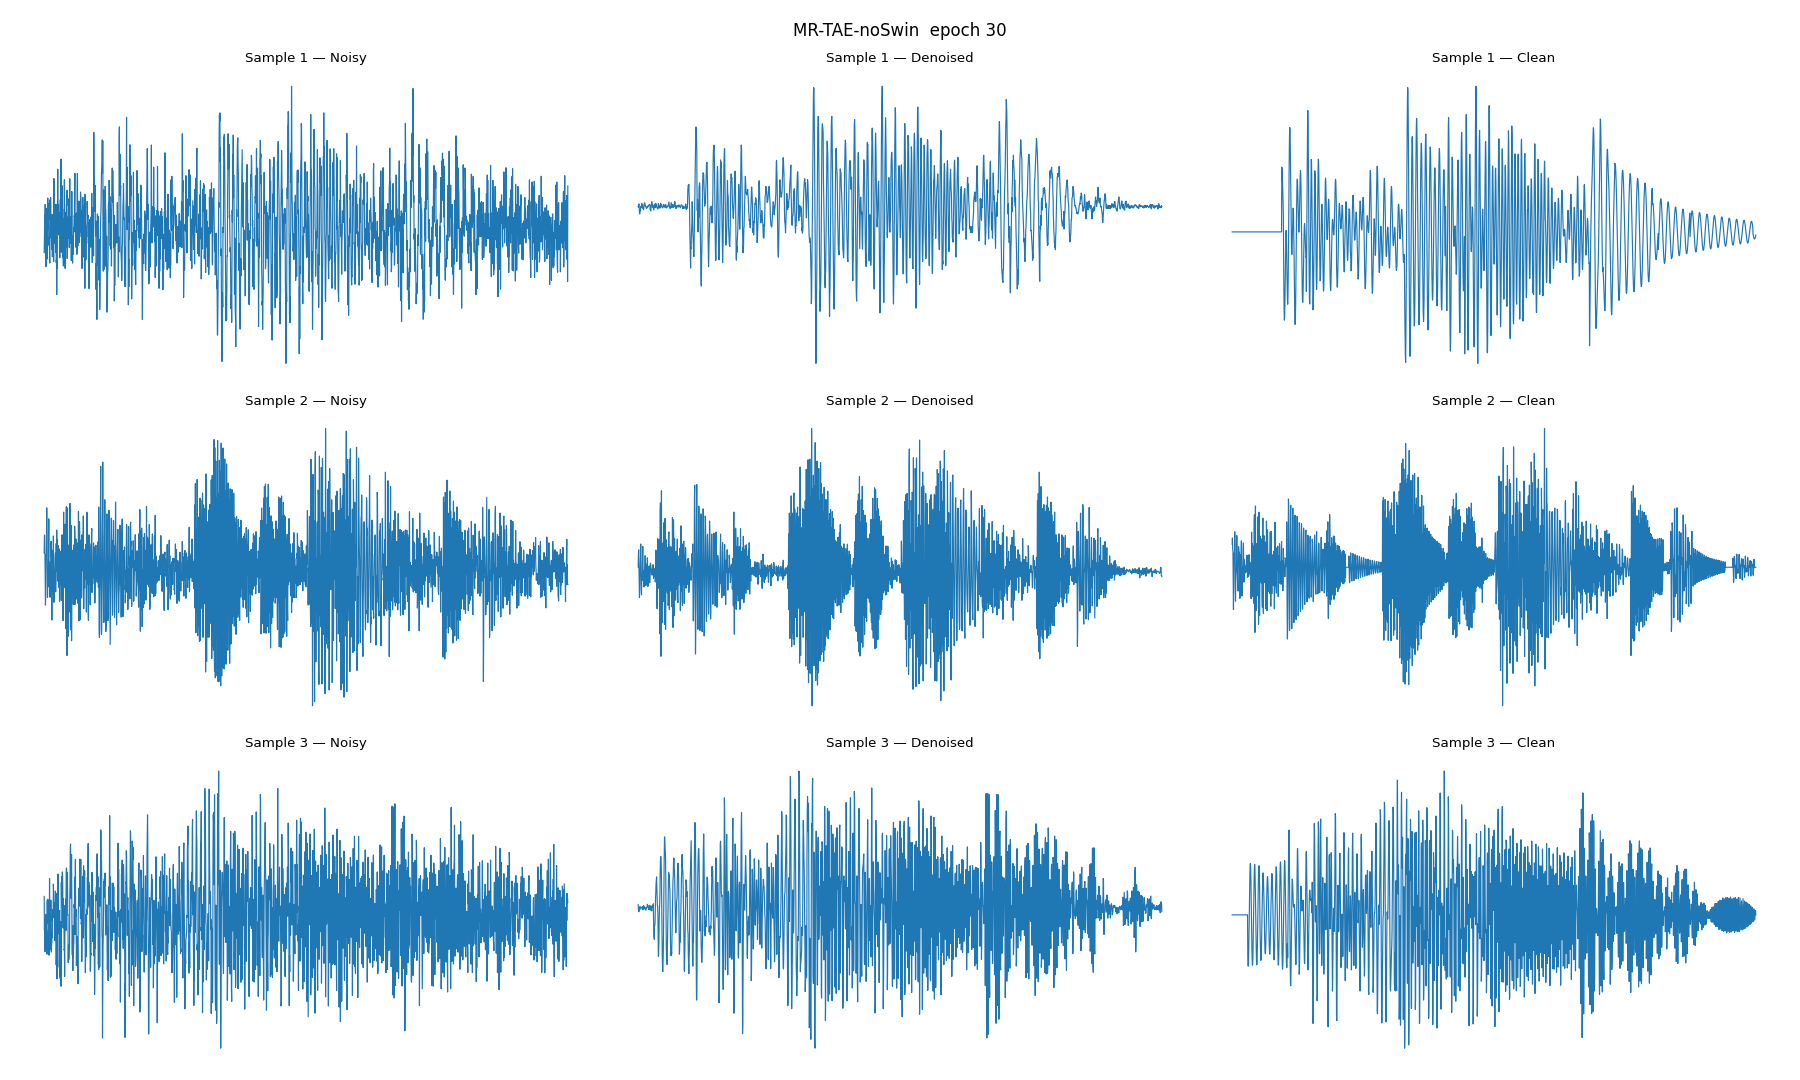 MR-TAE-noSwin  epoch 30
Sample 1 — Noisy
Sample 1 — Denoised
Sample 1 — Clean
Sample 2 — Noisy
Sample 2 — Denoised
Sample 2 — Clean
Sample 3 — Noisy
Sample 3 — Denoised
Sample 3 — Clean